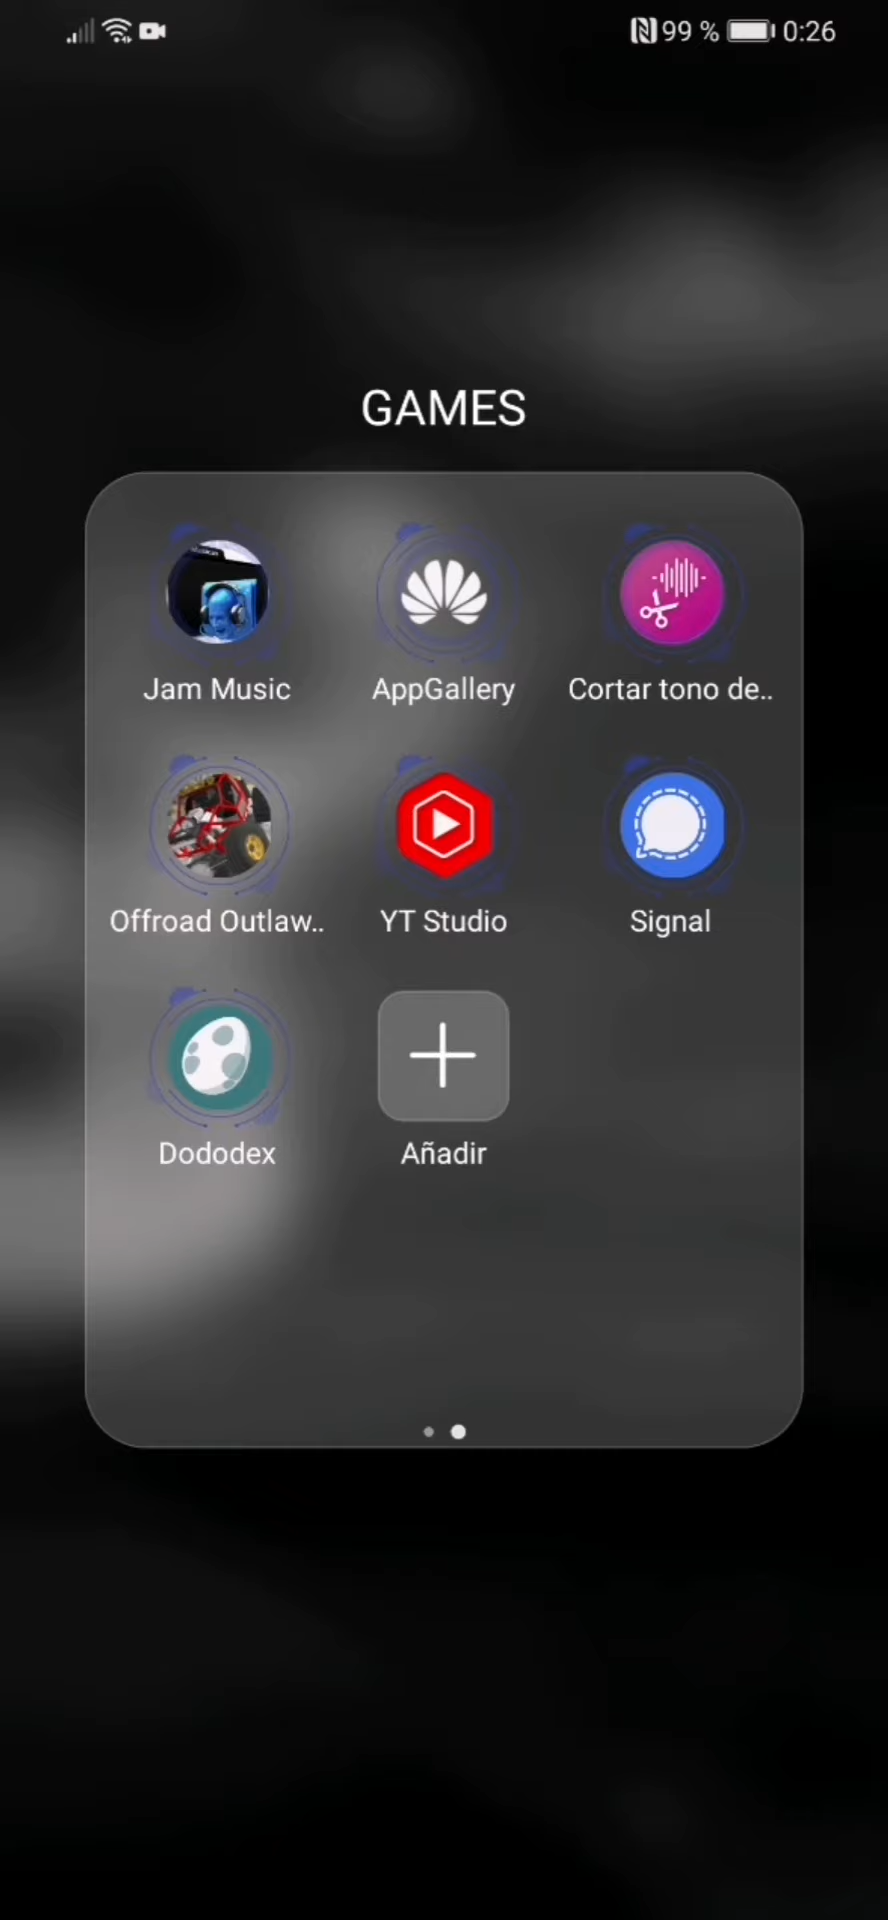 99 % 0:26
GAMES
Jam Music AppGallery Cortar tono de..
Offroad Outlaw.. YT Studio Signal
Dododex Añadir